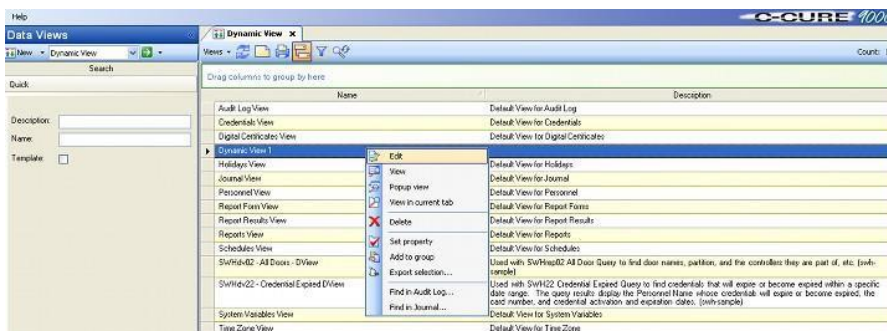 Help
C•CURE 9000
Data Views
Dynamic View x
New
Dynamic View
Views
Count:
Search
Quick
Drag columns to group by here
Name
Description
Description:
Name:
Template:
Audit Log View
Default View for Audit Log
Credentials View
Default View for Credentials
Digital Certificates View
Default View for Digital Certificates
Dynamic View 1
Holidays View
Default View for Holidays
Journal View
Default View for Journal
Personnel View
Default View for Personnel
Report Form View
Default View for Report Forms
Report Results View
Default View for Report Results
Reports View
Default View for Reports
Schedules View
Default View for Schedules
SWHdv02 - All Doors - DView
Used with SWHrep02 All Door Query to find door names, partition, and the controllers they are part of, etc. (swh-
sample)
SWHdv22 - Credential Expired DView
Used with SWH22 Credential Expired Query to find credentials that will expire or become expired within a specific
date range. The query results display the Personnel Name whose credentials will expire or become expired, the
card number, and credential activation and expiration dates. (swh-sample)
System Variables View
Default View for System Variables
Time Zone View
Default View for Time Zone
Edit
View
Popup view
View in current tab
Delete
Set property
Add to group
Export selection...
Find in Audit Log...
Find in Journal...